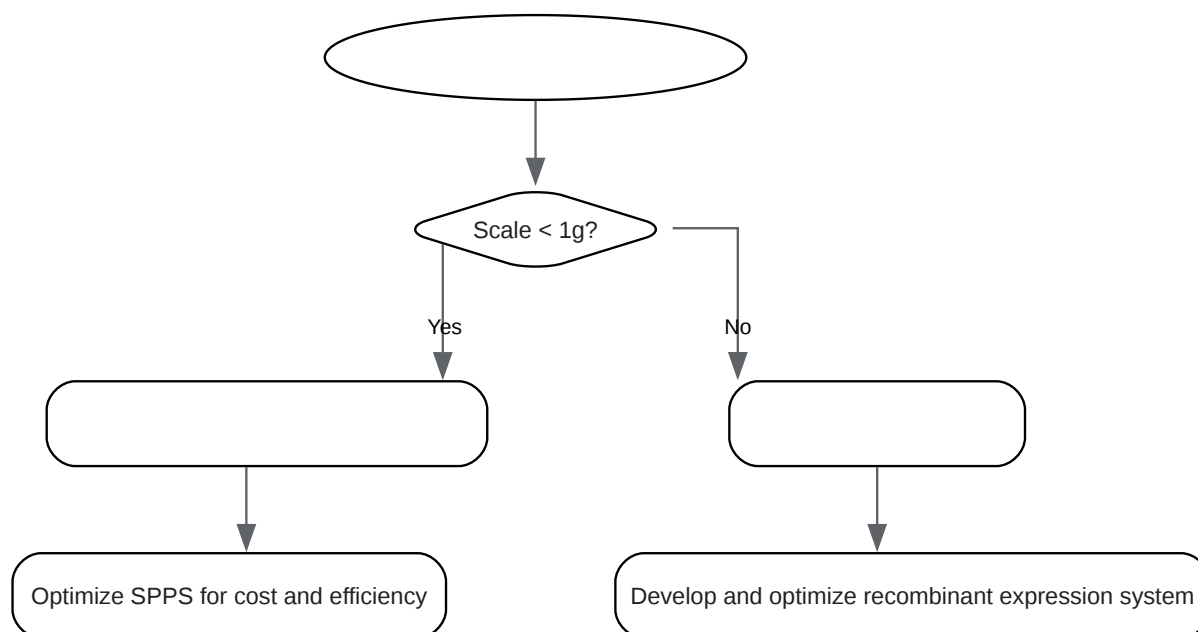 Scale < 1g?
Yes
No
Optimize SPPS for cost and efficiency
Develop and optimize recombinant expression system